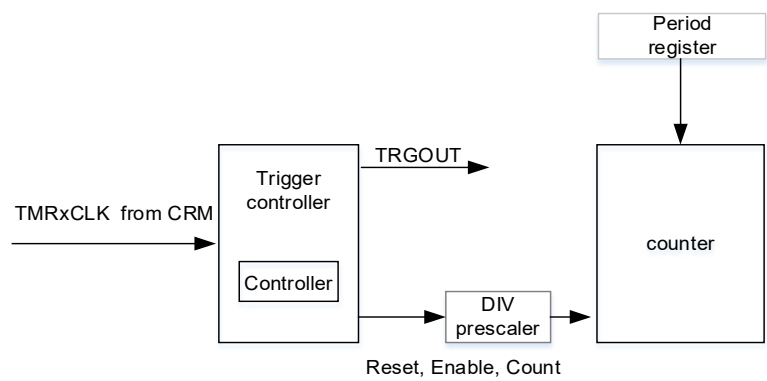 Period
register
TRGOUT
Trigger
controller
TMRxCLK from CRM
counter
Controller
DIV
prescaler
Reset, Enable, Count